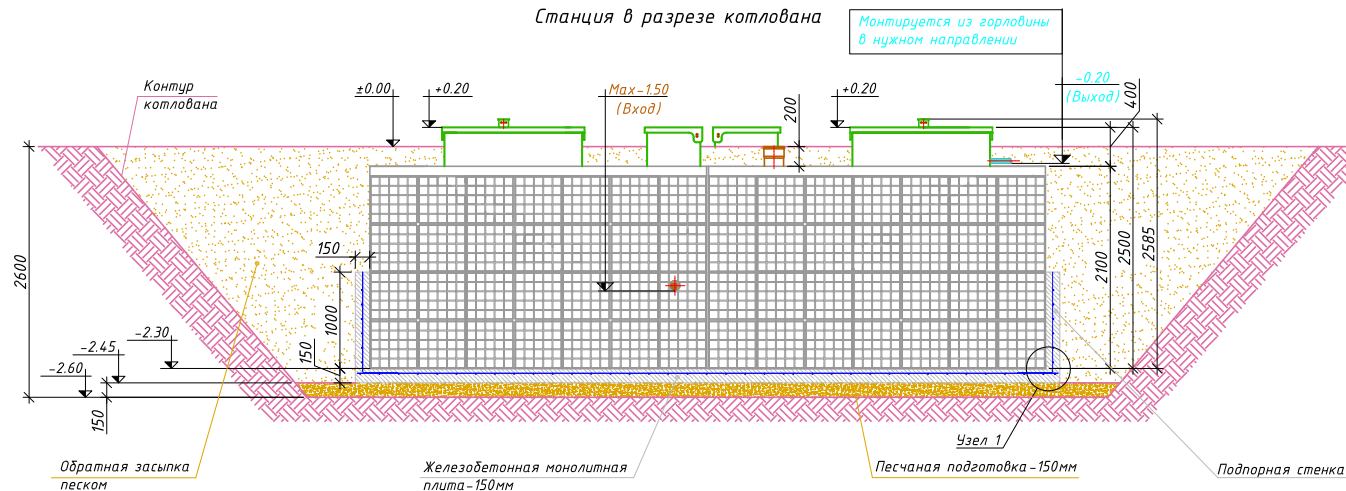 Станция в разрезе котлована
Монтируется из горловины
в нужном направлении
Контур
котлована
±0.00
+0.20
Max-1.50
(Вход)
200
+0.20
-0.20
(Выход)
400
2600
150
1000
150
2100
2500
2585
-2.30
-2.45
-2.60
150
Узел 1
Обратная засыпка
песком
Железобетонная монолитная
плита-150мм
Песчаная подготовка-150мм
Подпорная стенка